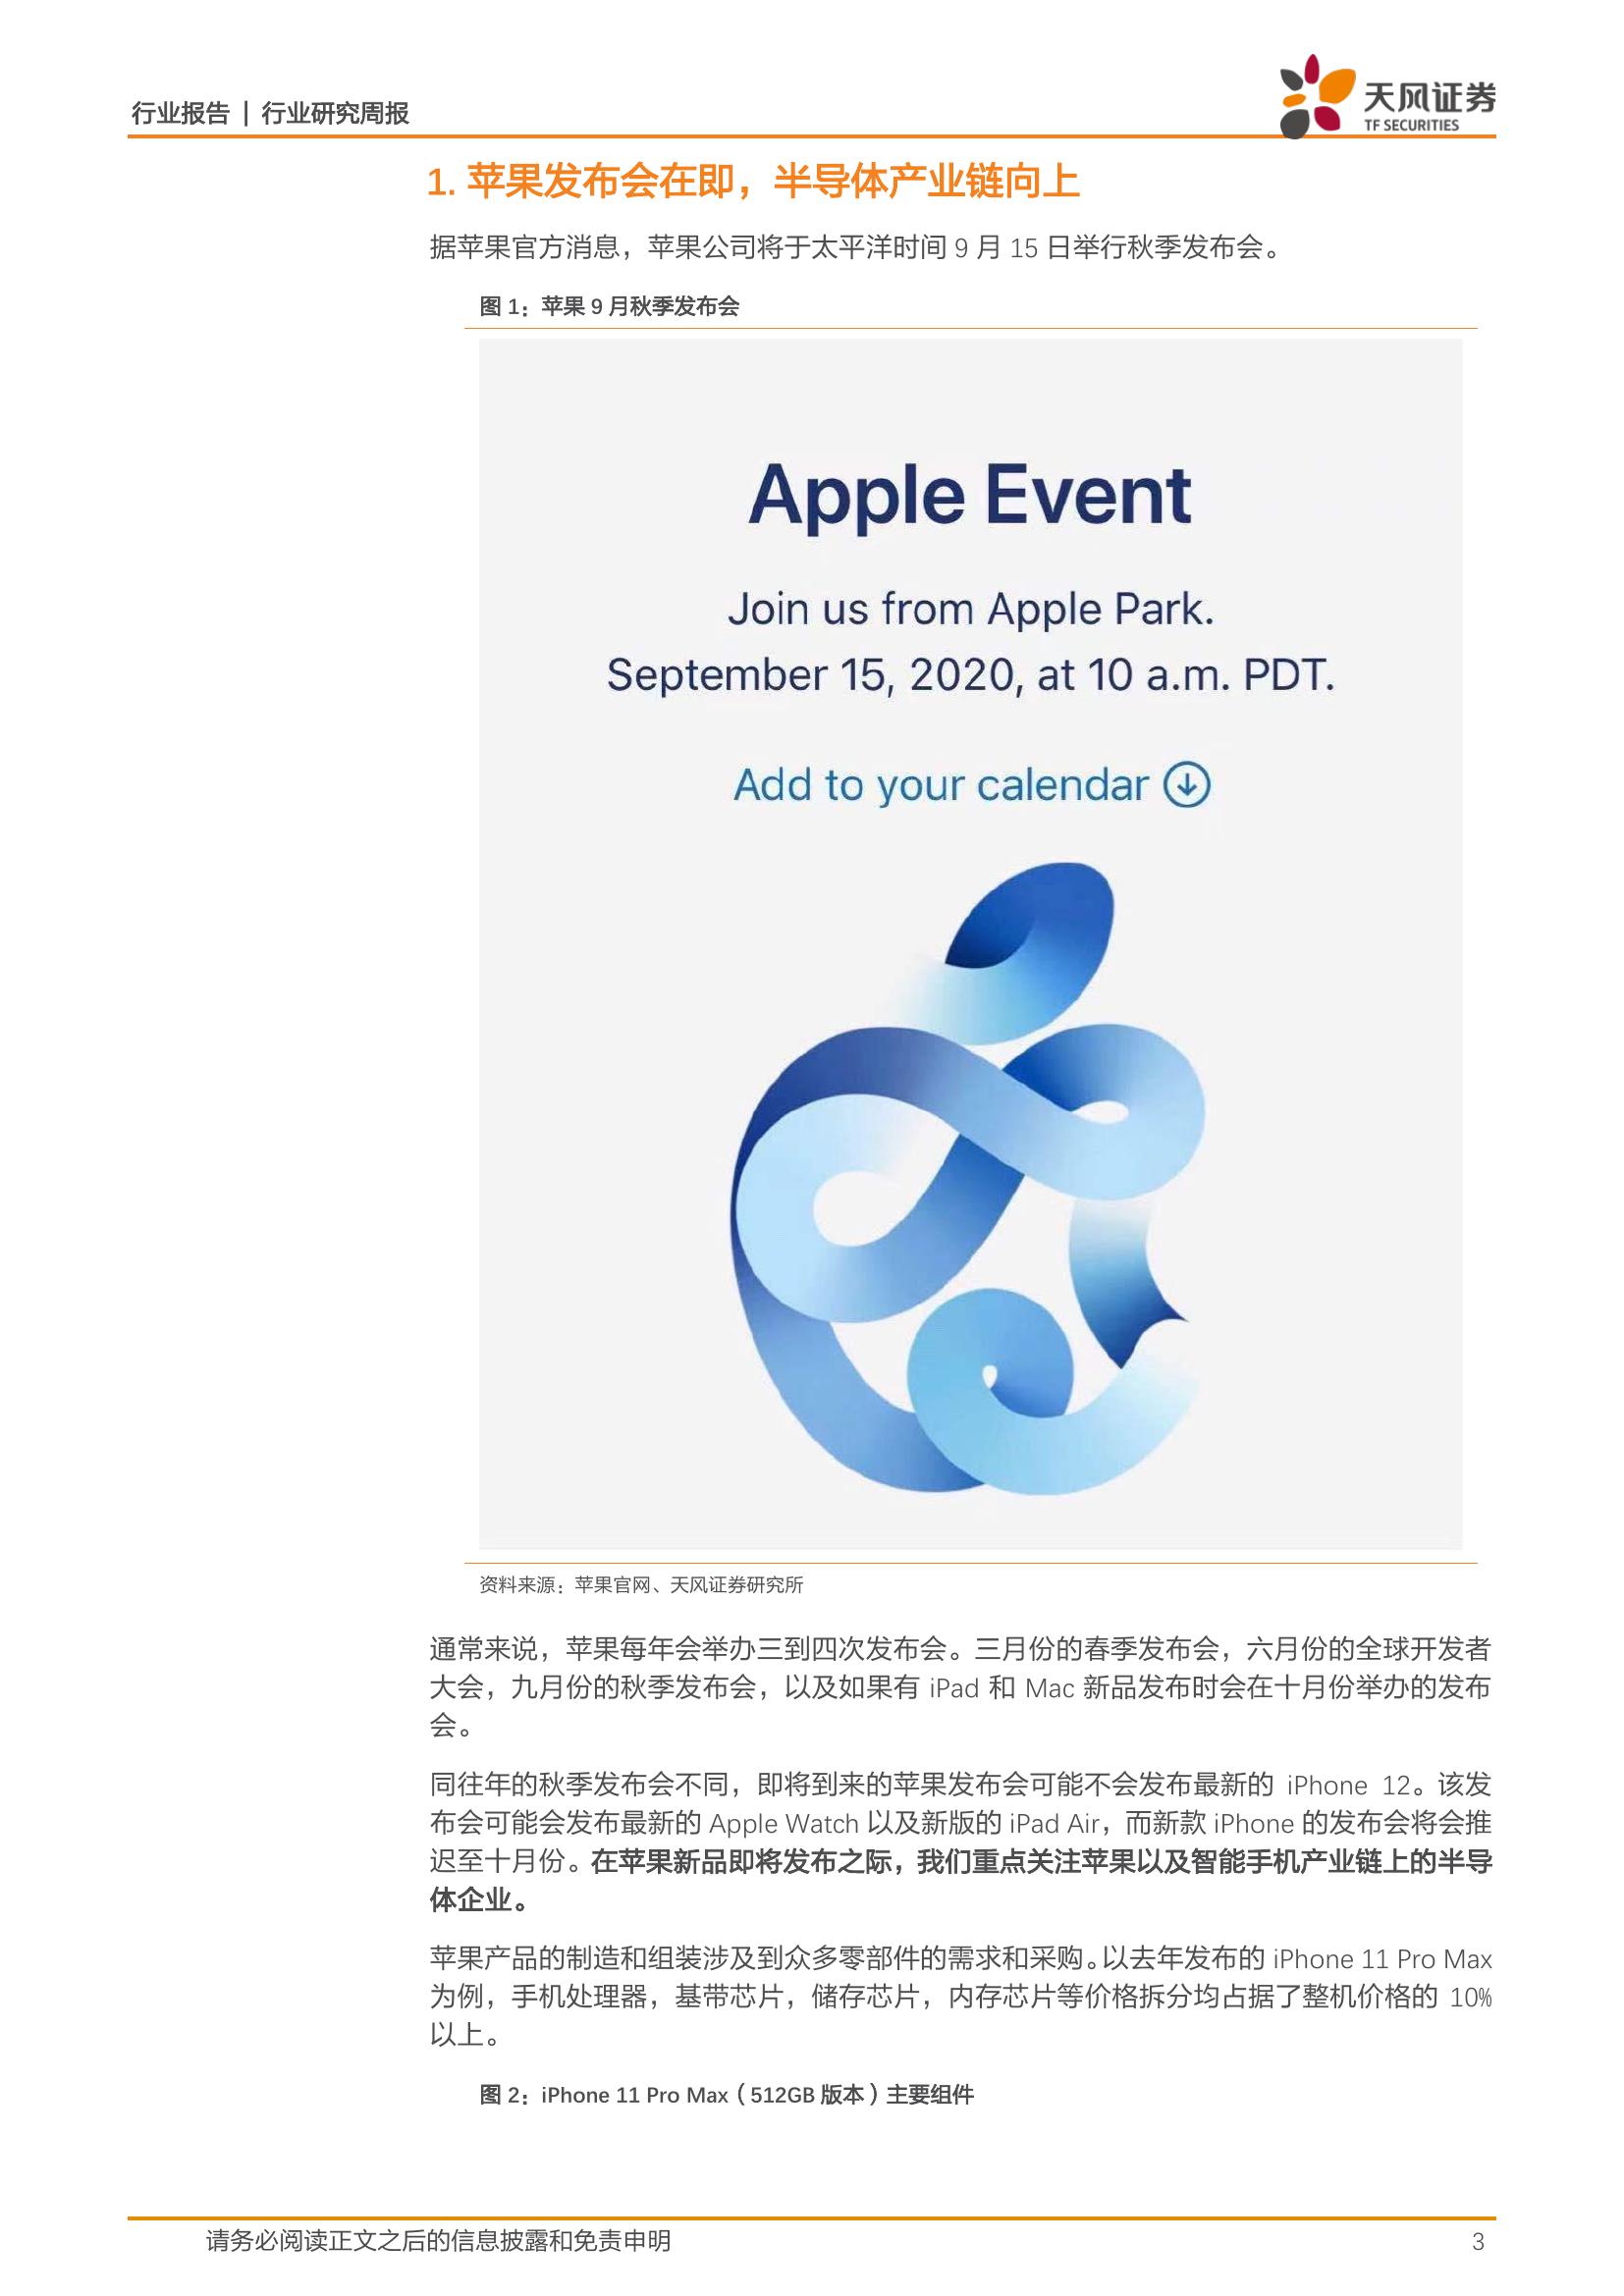 行业报告 | 行业研究周报
天风证券
TF SECURITIES
1. 苹果发布会在即，半导体产业链向上
据苹果官方消息，苹果公司将于太平洋时间 9 月 15 日举行秋季发布会。
图 1：苹果 9 月秋季发布会
Apple Event
Join us from Apple Park.
September 15, 2020, at 10 a.m. PDT.
Add to your calendar
资料来源：苹果官网、天风证券研究所
通常来说，苹果每年会举办三到四次发布会。三月份的春季发布会，六月份的全球开发者
大会，九月份的秋季发布会，以及如果有 iPad 和 Mac 新品发布时会在十月份举办的发布
会。
同往年的秋季发布会不同，即将到来的苹果发布会可能不会发布最新的 iPhone 12。该发
布会可能会发布最新的 Apple Watch 以及新版的 iPad Air，而新款 iPhone 的发布会将会推
迟至十月份。在苹果新品即将发布之际，我们重点关注苹果以及智能手机产业链上的半导
体企业。
苹果产品的制造和组装涉及到众多零部件的需求和采购。以去年发布的 iPhone 11 Pro Max
为例，手机处理器，基带芯片，储存芯片，内存芯片等价格拆分均占据了整机价格的 10%
以上。
图 2：iPhone 11 Pro Max（512GB 版本）主要组件
请务必阅读正文之后的信息披露和免责申明
3